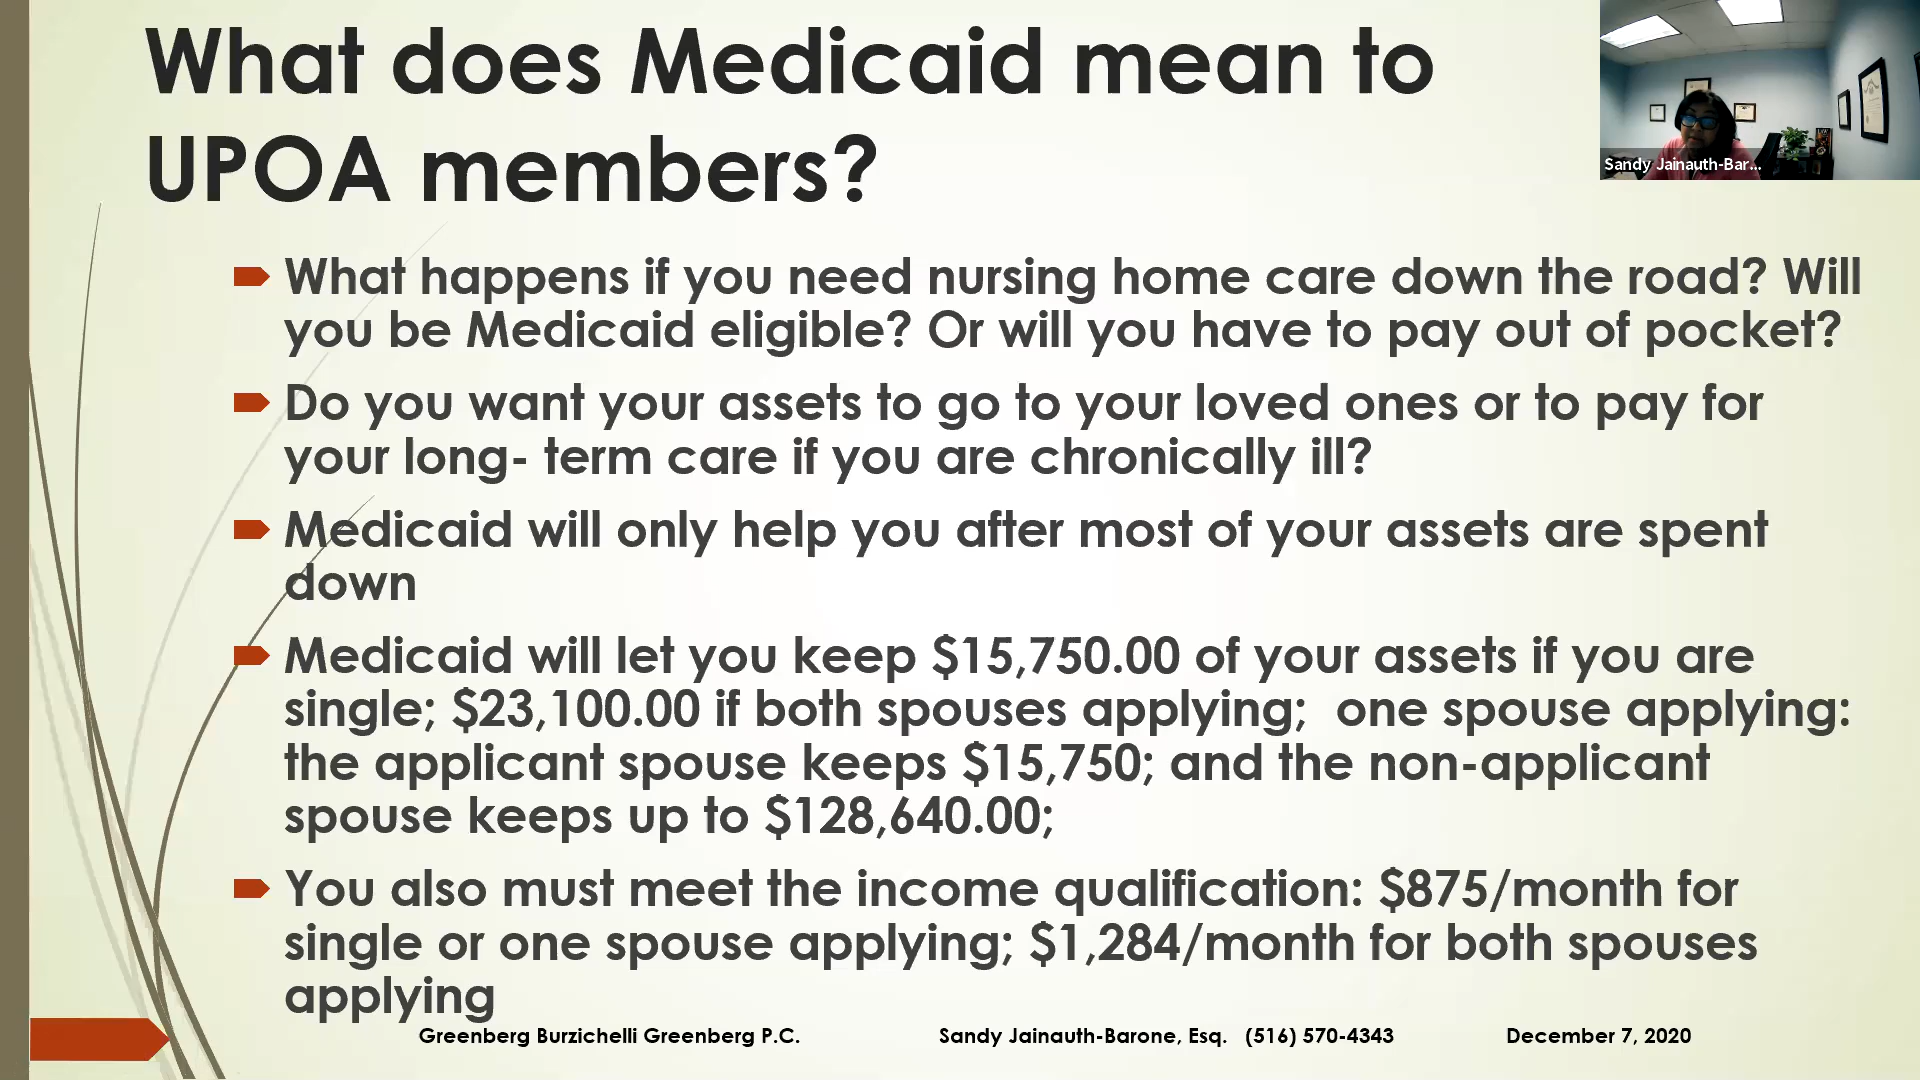 What does Medicaid mean to
UPOA members?
Sandy Jainauth-Bar...
What happens if you need nursing home care down the road? Will
you be Medicaid eligible? Or will you have to pay out of pocket?
Do you want your assets to go to your loved ones or to pay for
your long- term care if you are chronically ill?
Medicaid will only help you after most of your assets are spent
down
Medicaid will let you keep $15,750.00 of your assets if you are
single; $23,100.00 if both spouses applying;  one spouse applying:
the applicant spouse keeps $15,750; and the non-applicant
spouse keeps up to $128,640.00;
You also must meet the income qualification: $875/month for
single or one spouse applying; $1,284/month for both spouses
applying
Greenberg Burzichelli Greenberg P.C. Sandy Jainauth-Barone, Esq. (516) 570-4343 December 7, 2020